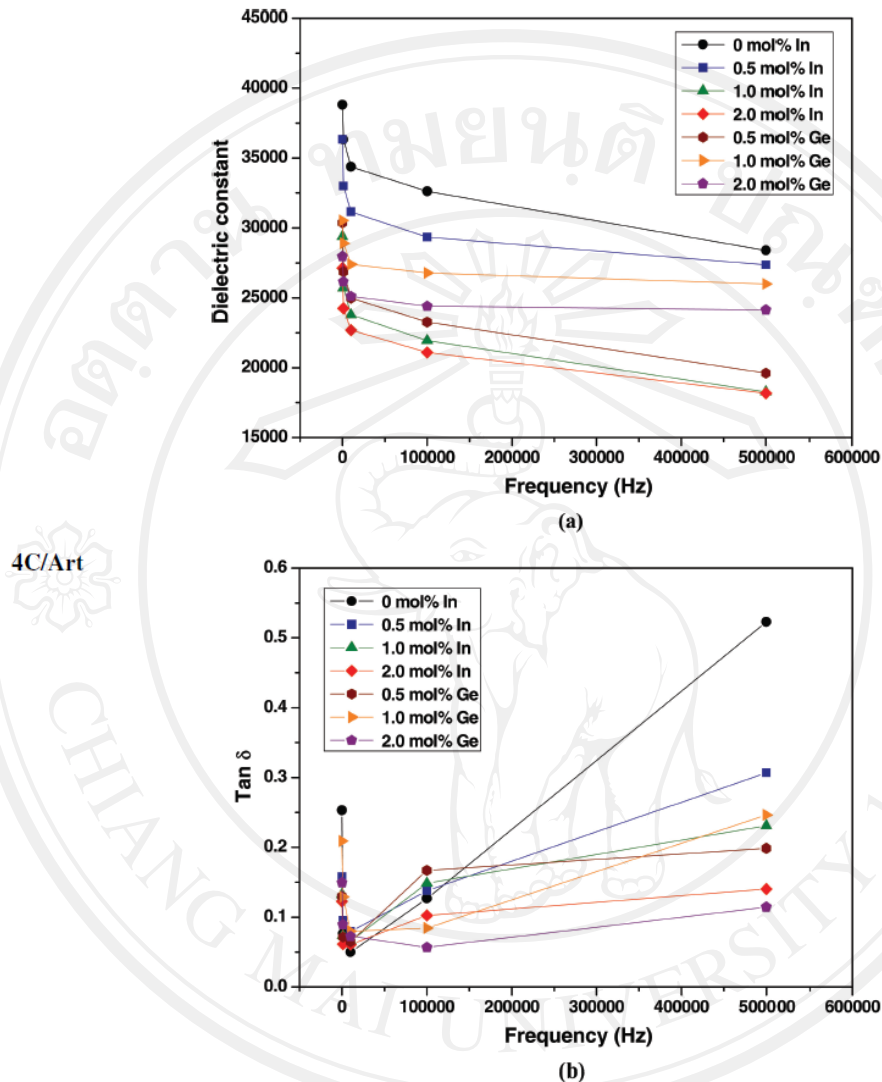 45000
40000
35000
30000
25000
20000
15000
Dielectric constant
0 mol% In
0.5 mol% In
1.0 mol% In
2.0 mol% In
0.5 mol% Ge
1.0 mol% Ge
2.0 mol% Ge
0 100000 200000 300000 400000 500000 600000
Frequency (Hz)
(a)
4C/Art
0.6
0.5
0.4
0.3
0.2
0.1
0.0
Tan δ
0 mol% In
0.5 mol% In
1.0 mol% In
2.0 mol% In
0.5 mol% Ge
1.0 mol% Ge
2.0 mol% Ge
0 100000 200000 300000 400000 500000 600000
Frequency (Hz)
(b)
CHIANG MAI UNIVERSITY